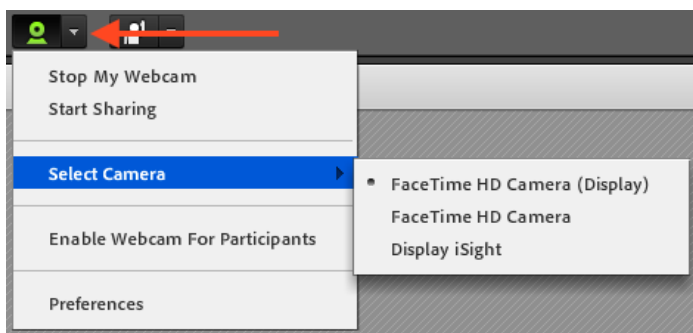 Stop My Webcam
Start Sharing
Select Camera
FaceTime HD Camera (Display)
FaceTime HD Camera
Display iSight
Enable Webcam For Participants
Preferences